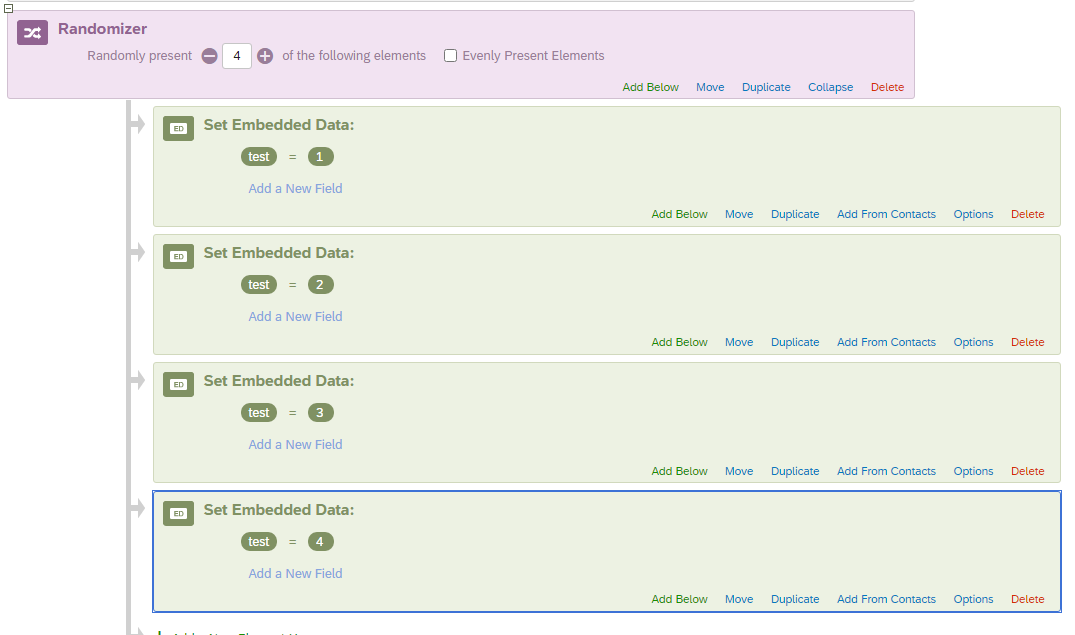 Randomizer
Randomly present 4 of the following elements Evenly Present Elements
Add Below Move Duplicate Collapse Delete
ED Set Embedded Data:
test = 1
Add a New Field
Add Below Move Duplicate Add From Contacts Options Delete
ED Set Embedded Data:
test = 2
Add a New Field
Add Below Move Duplicate Add From Contacts Options Delete
ED Set Embedded Data:
test = 3
Add a New Field
Add Below Move Duplicate Add From Contacts Options Delete
ED Set Embedded Data:
test = 4
Add a New Field
Add Below Move Duplicate Add From Contacts Options Delete